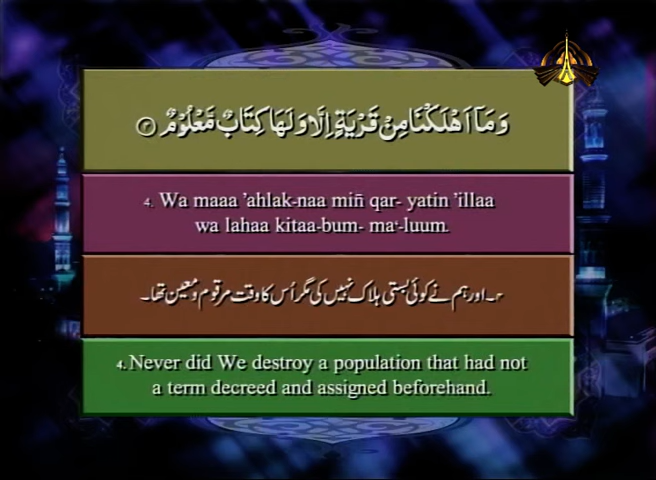 وَمَآ اَهْلَكْنَا مِنْ قَرْيَةٍ اِلَّا وَلَهَا كِتَابٌ مَّعْلُوْمٌ ۴
4. Wa maaa 'ahlak-naa min̄ qar- yatin 'illaa
wa lahaa kitaa-bum- ma‘-luum.
۴۔ اور ہم نے کوئی بستی ہلاک نہیں کی مگر اُس کا وقت مرقوم و معین تھا۔
4. Never did We destroy a population that had not
a term decreed and assigned beforehand.